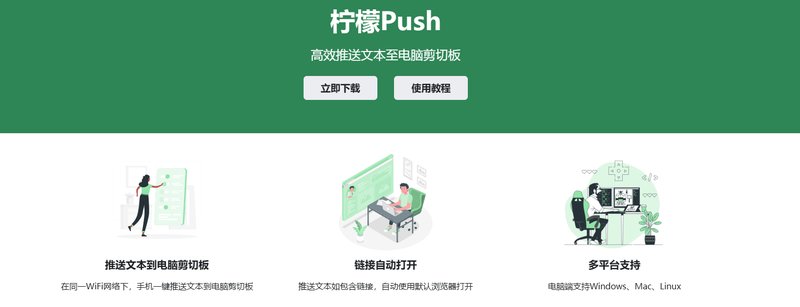 柠檬Push
高效推送文本至电脑剪切板
立即下载
使用教程
推送文本到电脑剪切板
链接自动打开
多平台支持
在同一WiFi网络下，手机一键推送文本到电脑剪切板
推送文本如包含链接，自动使用默认浏览器打开
电脑端支持Windows、Mac、Linux